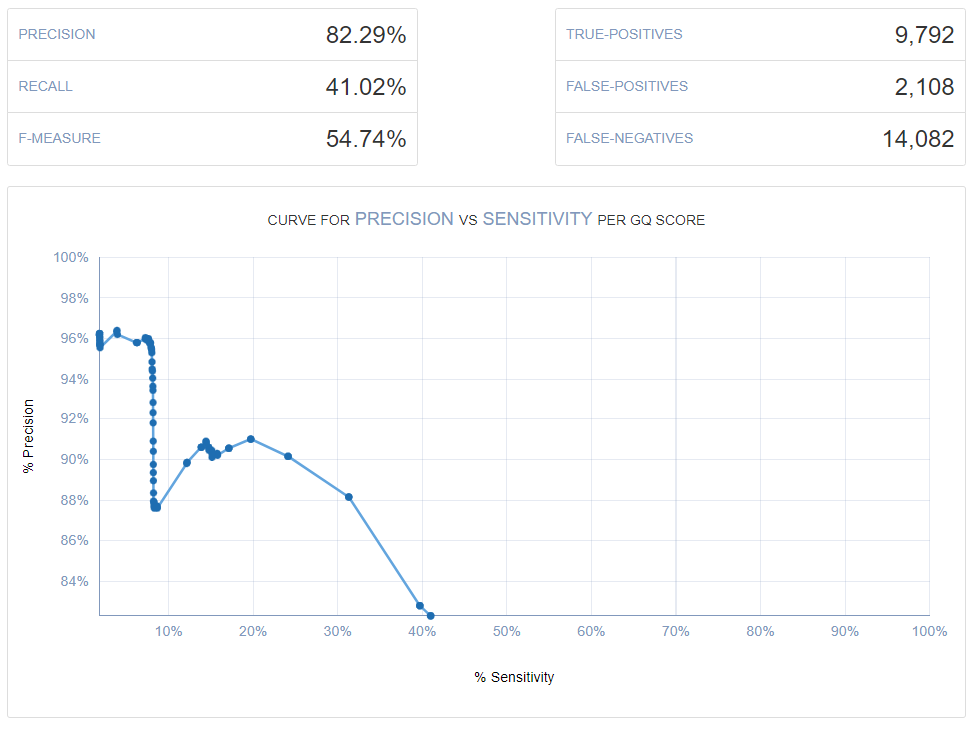 PRECISION 82.29%
RECALL 41.02%
F-MEASURE 54.74%
TRUE-POSITIVES 9,792
FALSE-POSITIVES 2,108
FALSE-NEGATIVES 14,082
CURVE FOR PRECISION VS SENSITIVITY PER GQ SCORE
100%
98%
96%
94%
92%
90%
88%
86%
84%
% Precision
10% 20% 30% 40% 50% 60% 70% 80% 90% 100%
% Sensitivity